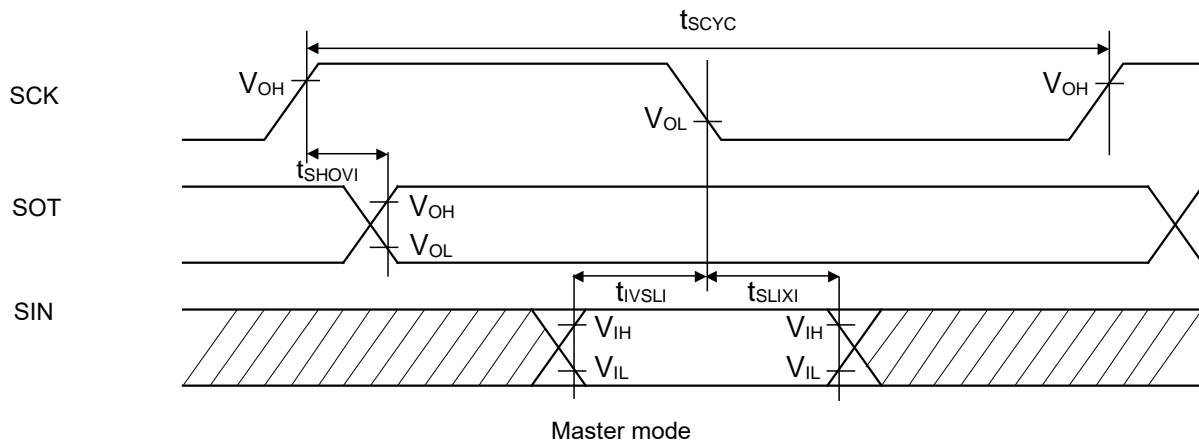 tSCYC
SCK
VOH
VOL
VOH
tSHOVI
SOT
VOH
VOL
tIVSLI
tSLIXI
SIN
VIH
VIH
VIL
VIL
Master mode